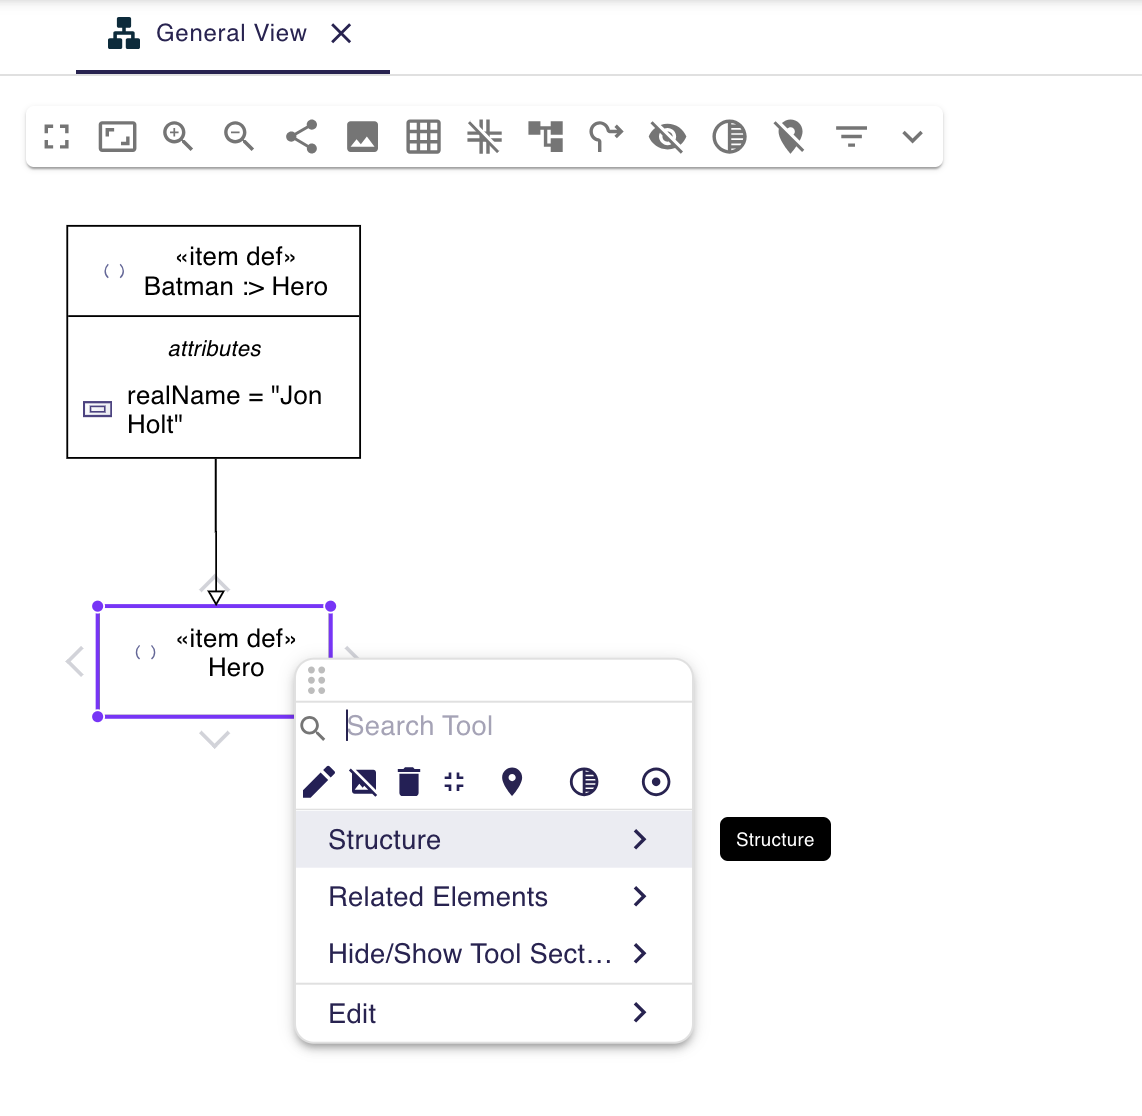 General View
«item def»
Batman :> Hero
attributes
realName = "Jon
Holt"
«item def»
Hero
Search Tool
Structure
Structure
Related Elements
Hide/Show Tool Sect...
Edit